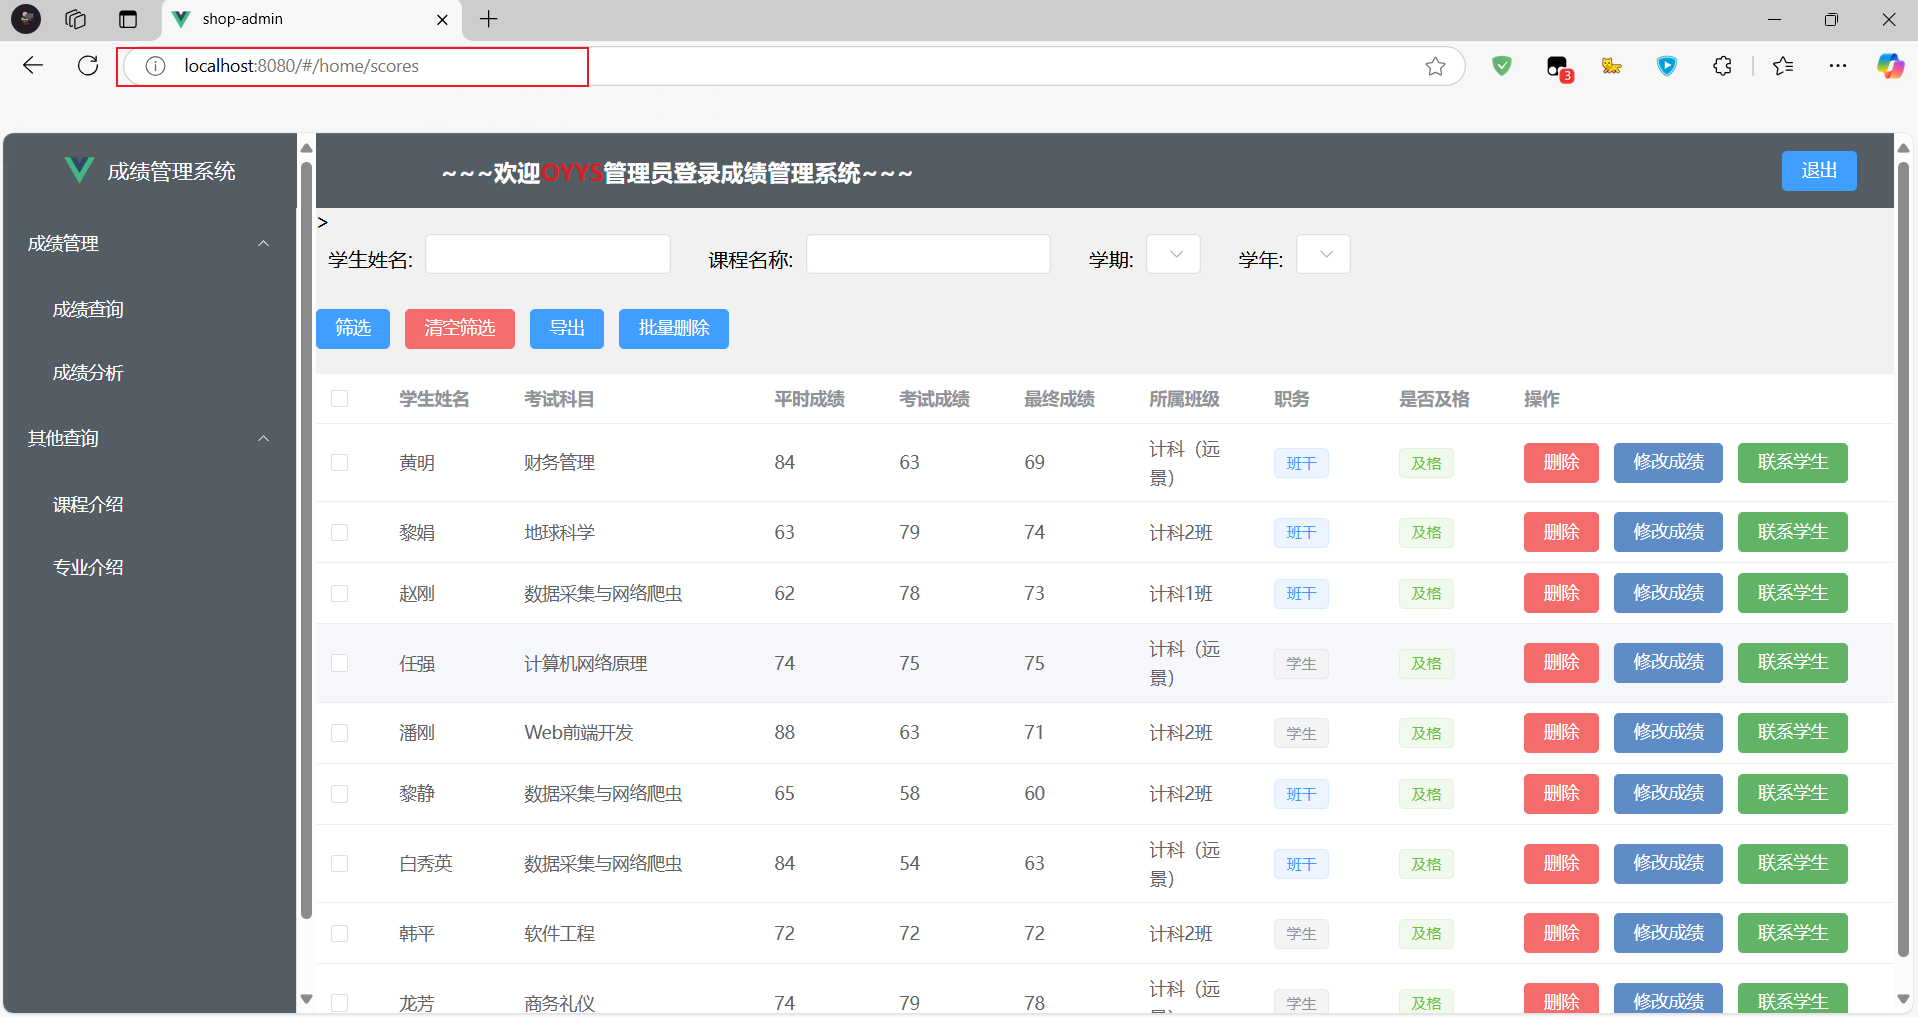 shop-admin
localhost:8080/#/home/scores
3
成绩管理系统
~~~欢迎OYYS管理员登录成绩管理系统~~~
退出
成绩管理
成绩查询
成绩分析
其他查询
课程介绍
专业介绍
>
学生姓名: 课程名称: 学期: 学年:
筛选 清空筛选 导出 批量删除
学生姓名 考试科目 平时成绩 考试成绩 最终成绩 所属班级 职务 是否及格 操作
黄明 财务管理 84 63 69 计科（远景） 班干 及格 删除 修改成绩 联系学生
黎娟 地球科学 63 79 74 计科2班 班干 及格 删除 修改成绩 联系学生
赵刚 数据采集与网络爬虫 62 78 73 计科1班 班干 及格 删除 修改成绩 联系学生
任强 计算机网络原理 74 75 75 计科（远景） 学生 及格 删除 修改成绩 联系学生
潘刚 Web前端开发 88 63 71 计科2班 学生 及格 删除 修改成绩 联系学生
黎静 数据采集与网络爬虫 65 58 60 计科2班 班干 及格 删除 修改成绩 联系学生
白秀英 数据采集与网络爬虫 84 54 63 计科（远景） 班干 及格 删除 修改成绩 联系学生
韩平 软件工程 72 72 72 计科2班 学生 及格 删除 修改成绩 联系学生
龙芳 商务礼仪 74 79 78 计科（远 学生 及格 删除 修改成绩 联系学生